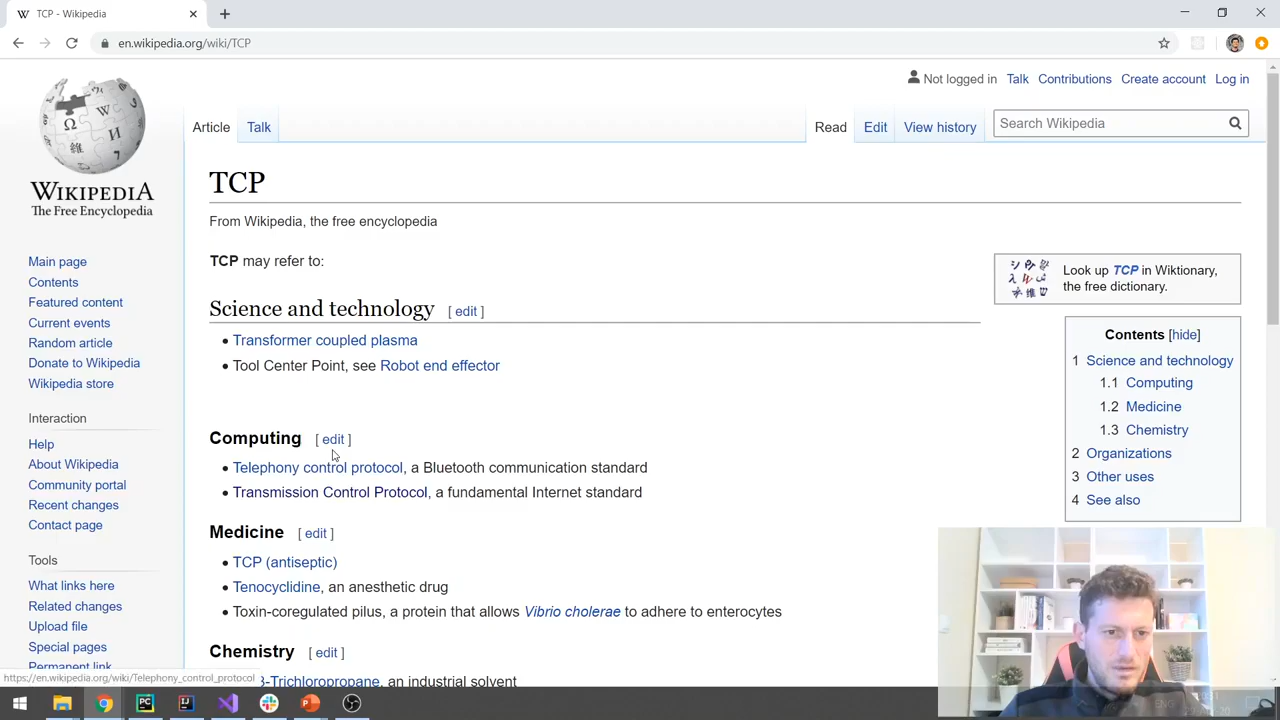 TCP - Wikipedia
en.wikipedia.org/wiki/TCP
Not logged in Talk Contributions Create account Log in
Article Talk Read Edit View history Search Wikipedia
WIKIPEDIA
The Free Encyclopedia
TCP
From Wikipedia, the free encyclopedia
TCP may refer to:
Look up TCP in Wiktionary,
the free dictionary.
Science and technology [ edit ]
Transformer coupled plasma
Tool Center Point, see Robot end effector
Computing [ edit ]
Telephony control protocol, a Bluetooth communication standard
Transmission Control Protocol, a fundamental Internet standard
Medicine [ edit ]
TCP (antiseptic)
Tenocyclidine, an anesthetic drug
Toxin-coregulated pilus, a protein that allows Vibrio cholerae to adhere to enterocytes
Chemistry [ edit ]
3-Trichloropropane, an industrial solvent
Contents [hide]
1 Science and technology
1.1 Computing
1.2 Medicine
1.3 Chemistry
2 Organizations
3 Other uses
4 See also
Main page
Contents
Featured content
Current events
Random article
Donate to Wikipedia
Wikipedia store
Interaction
Help
About Wikipedia
Community portal
Recent changes
Contact page
Tools
What links here
Related changes
Upload file
Special pages
Permanent link
https://en.wikipedia.org/wiki/Telephony_control_protocol
ENG